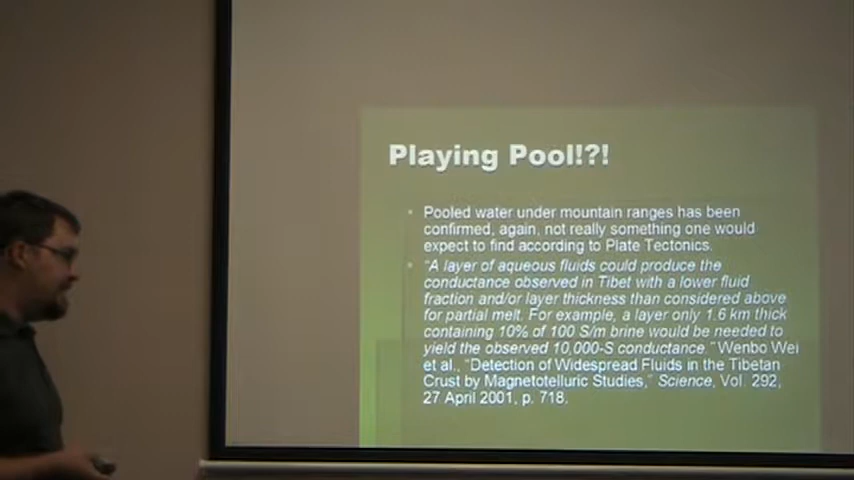 Playing Pool!?!
Pooled water under mountain ranges has been
confirmed, again, not really something one would
expect to find according to Plate Tectonics.
"A layer of aqueous fluids could produce the
conductance observed in Tibet with a lower fluid
fraction and/or layer thickness than considered above
for partial melt. For example, a layer only 1.6 km thick
containing 10% of 100 S/m brine would be needed to
yield the observed 10,000-S conductance." Wenbo Wei
et al., "Detection of Widespread Fluids in the Tibetan
Crust by Magnetotelluric Studies," Science, Vol. 292,
27 April 2001, p. 718.